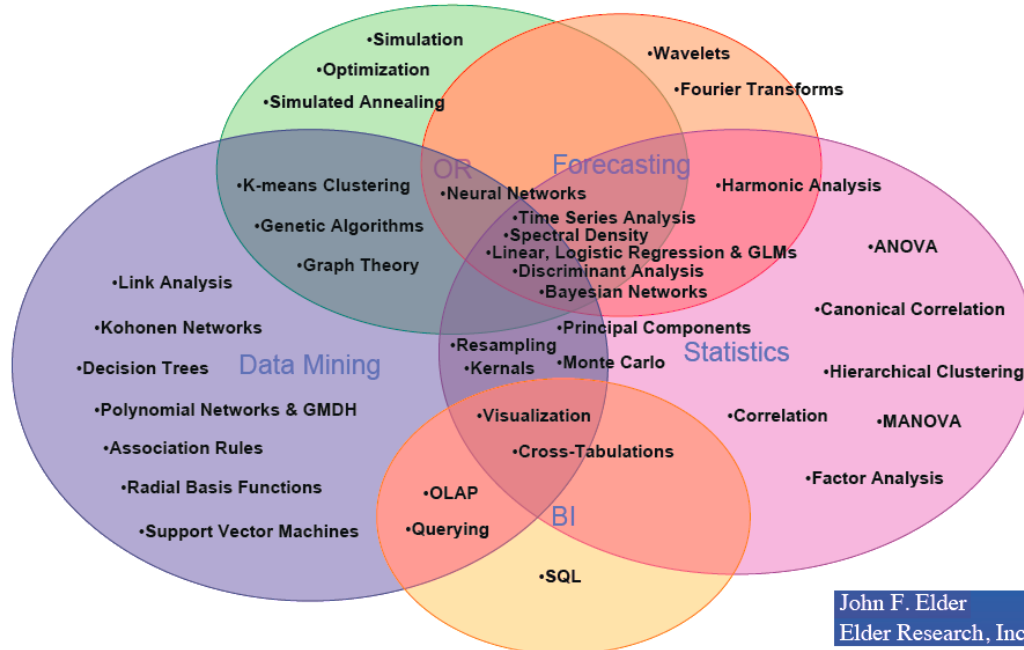 •Simulation
•Wavelets
•Optimization
•Fourier Transforms
•Simulated Annealing
OR
Forecasting
•K-means Clustering
•Neural Networks
•Harmonic Analysis
•Time Series Analysis
•Genetic Algorithms
•Spectral Density
•Linear, Logistic Regression & GLMs
•ANOVA
•Graph Theory
•Discriminant Analysis
•Link Analysis
•Bayesian Networks
•Canonical Correlation
•Kohonen Networks
•Principal Components
•Resampling
Statistics
•Decision Trees
Data Mining
•Kernals
•Monte Carlo
•Hierarchical Clustering
•Polynomial Networks & GMDH
•Visualization
•Correlation
•MANOVA
•Association Rules
•Cross-Tabulations
•Factor Analysis
•Radial Basis Functions
•OLAP
BI
•Support Vector Machines
•Querying
•SQL
John F. Elder
Elder Research, Inc